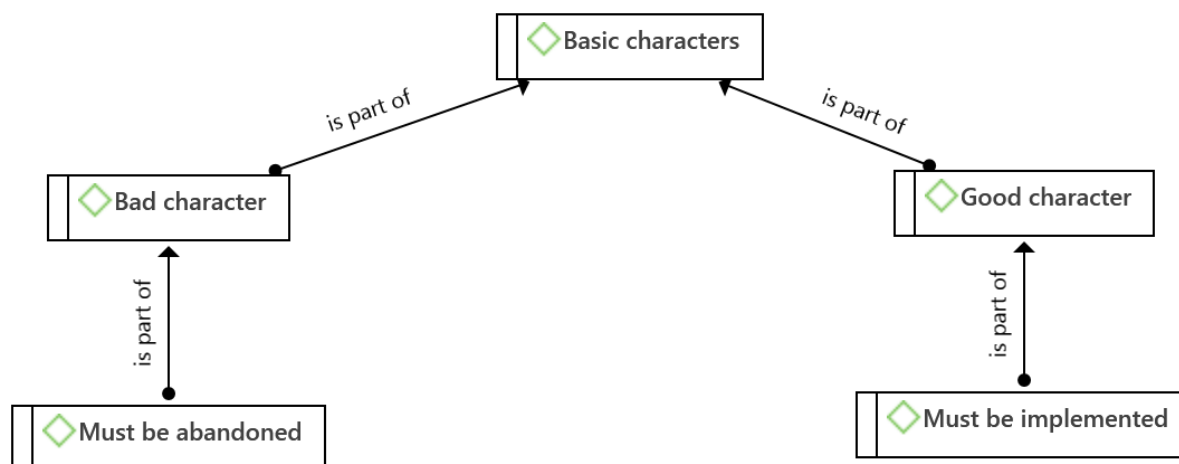 Basic characters
is part of
is part of
Bad character
Good character
is part of
is part of
Must be abandoned
Must be implemented